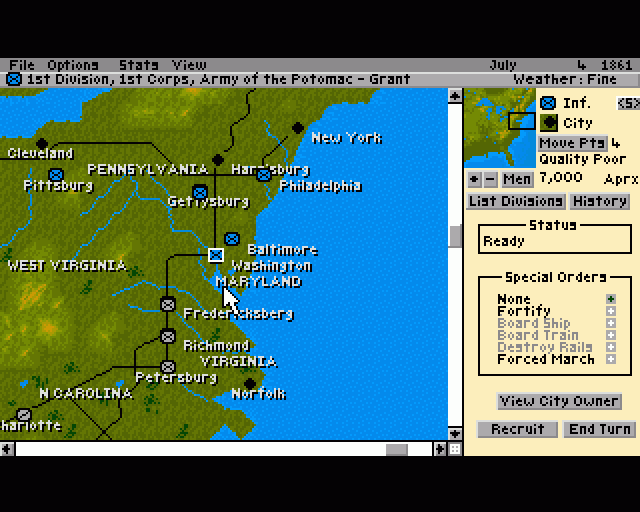 File Options Stats View July 4 1861
1st Division, 1st Corps, Army of the Potomac - Grant Weather: Fine
New York
Cleveland
PENNSYLVANIA Harrisburg
Pittsburg
Philadelphia
Gettysburg
Baltimore
Washington
WEST VIRGINIA
MARYLAND
Fredericksberg
Richmond
VIRGINIA
Petersburg
N CAROLINA
Norfolk
harlotte
Inf. <5>
City
Move Pts 4
Quality Poor
+ - Men 7,000 Aprx
List Divisions History
Status
Ready
Special Orders
None
Fortify
Board Ship
Board Train
Destroy Rails
Forced March
View City Owner
Recruit End Turn